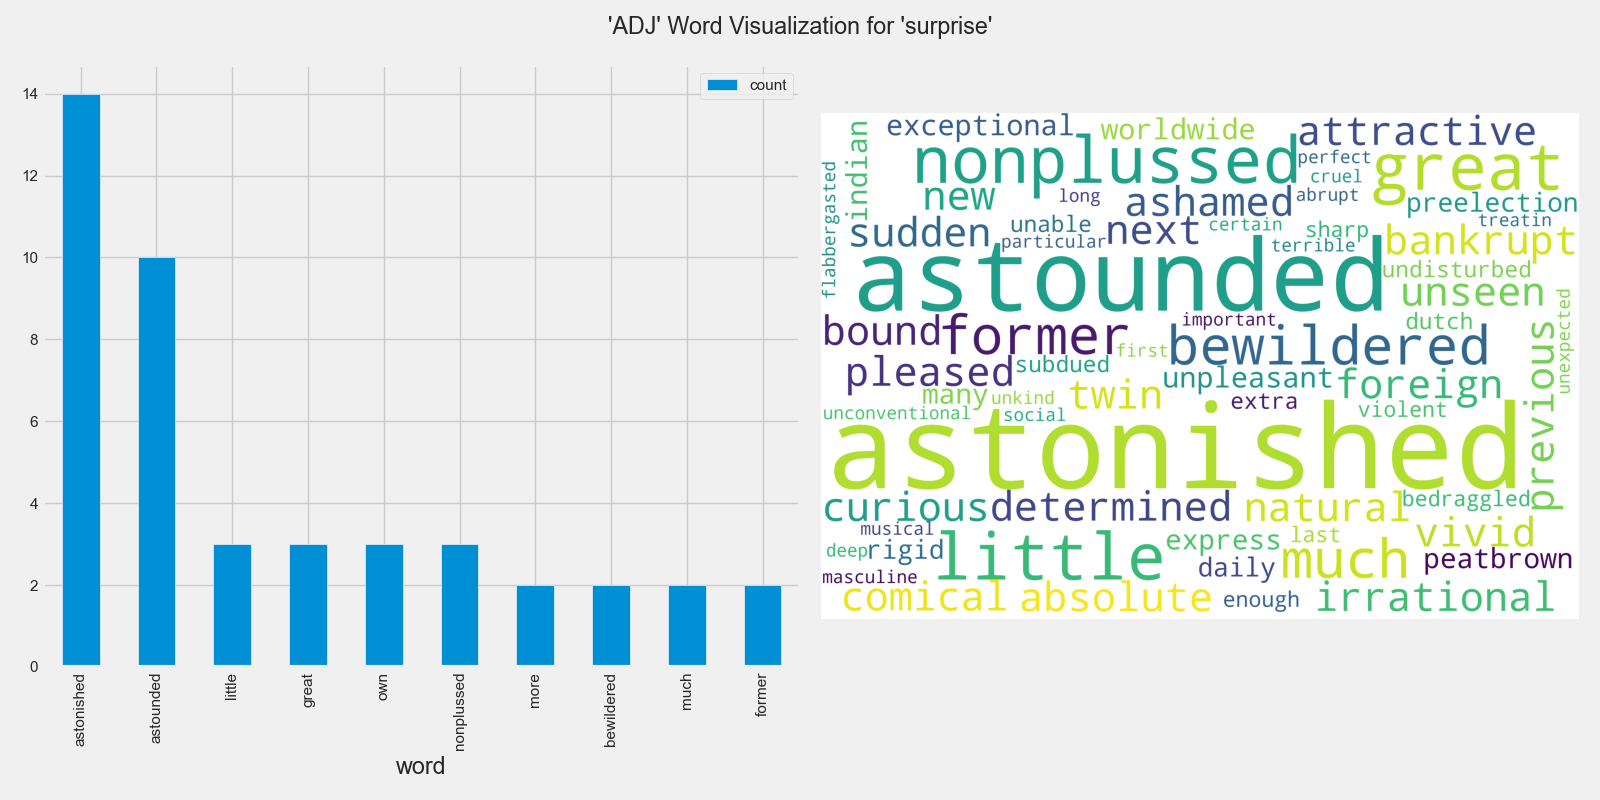 'ADJ' Word Visualization for 'surprise'
count
14
12
10
8
6
4
2
0
astonished
astounded
little
great
own
nonplussed
more
bewildered
much
former
word
exceptional
worldwide
attractive
indian
nonplussed
perfect
great
flabbergasted
cruel
new
long
ashamed
abrupt
preelection
sudden
unable
next
certain
sharp
treatin
particular
terrible
bankrupt
astounded
undisturbed
unseen
bound
former
important
dutch
unexpected
first
bewildered
previous
pleased
subdued
unpleasant
foreign
many
unkind
twin
extra
unconventional
social
violent
astonished
curious
determined
natural
bedraggled
musical
deep
rigid
little
express
last
vivid
masculine
daily
much
peatbrown
comical
absolute
enough
irrational